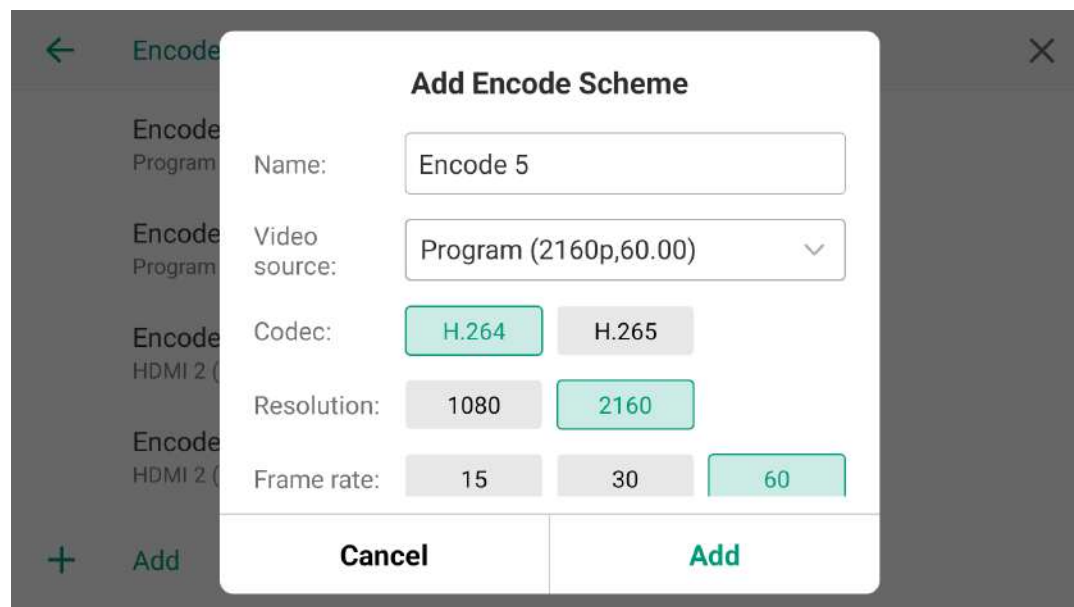 Encode
Add Encode Scheme
Encode
Program
Name:
Encode 5
Encode
Program
Video
source:
Program (2160p,60.00)
Encode
HDMI 2 (
Codec:
H.264
H.265
Resolution:
1080
2160
Encode
HDMI 2 (
Frame rate:
15
30
60
Add
Cancel
Add